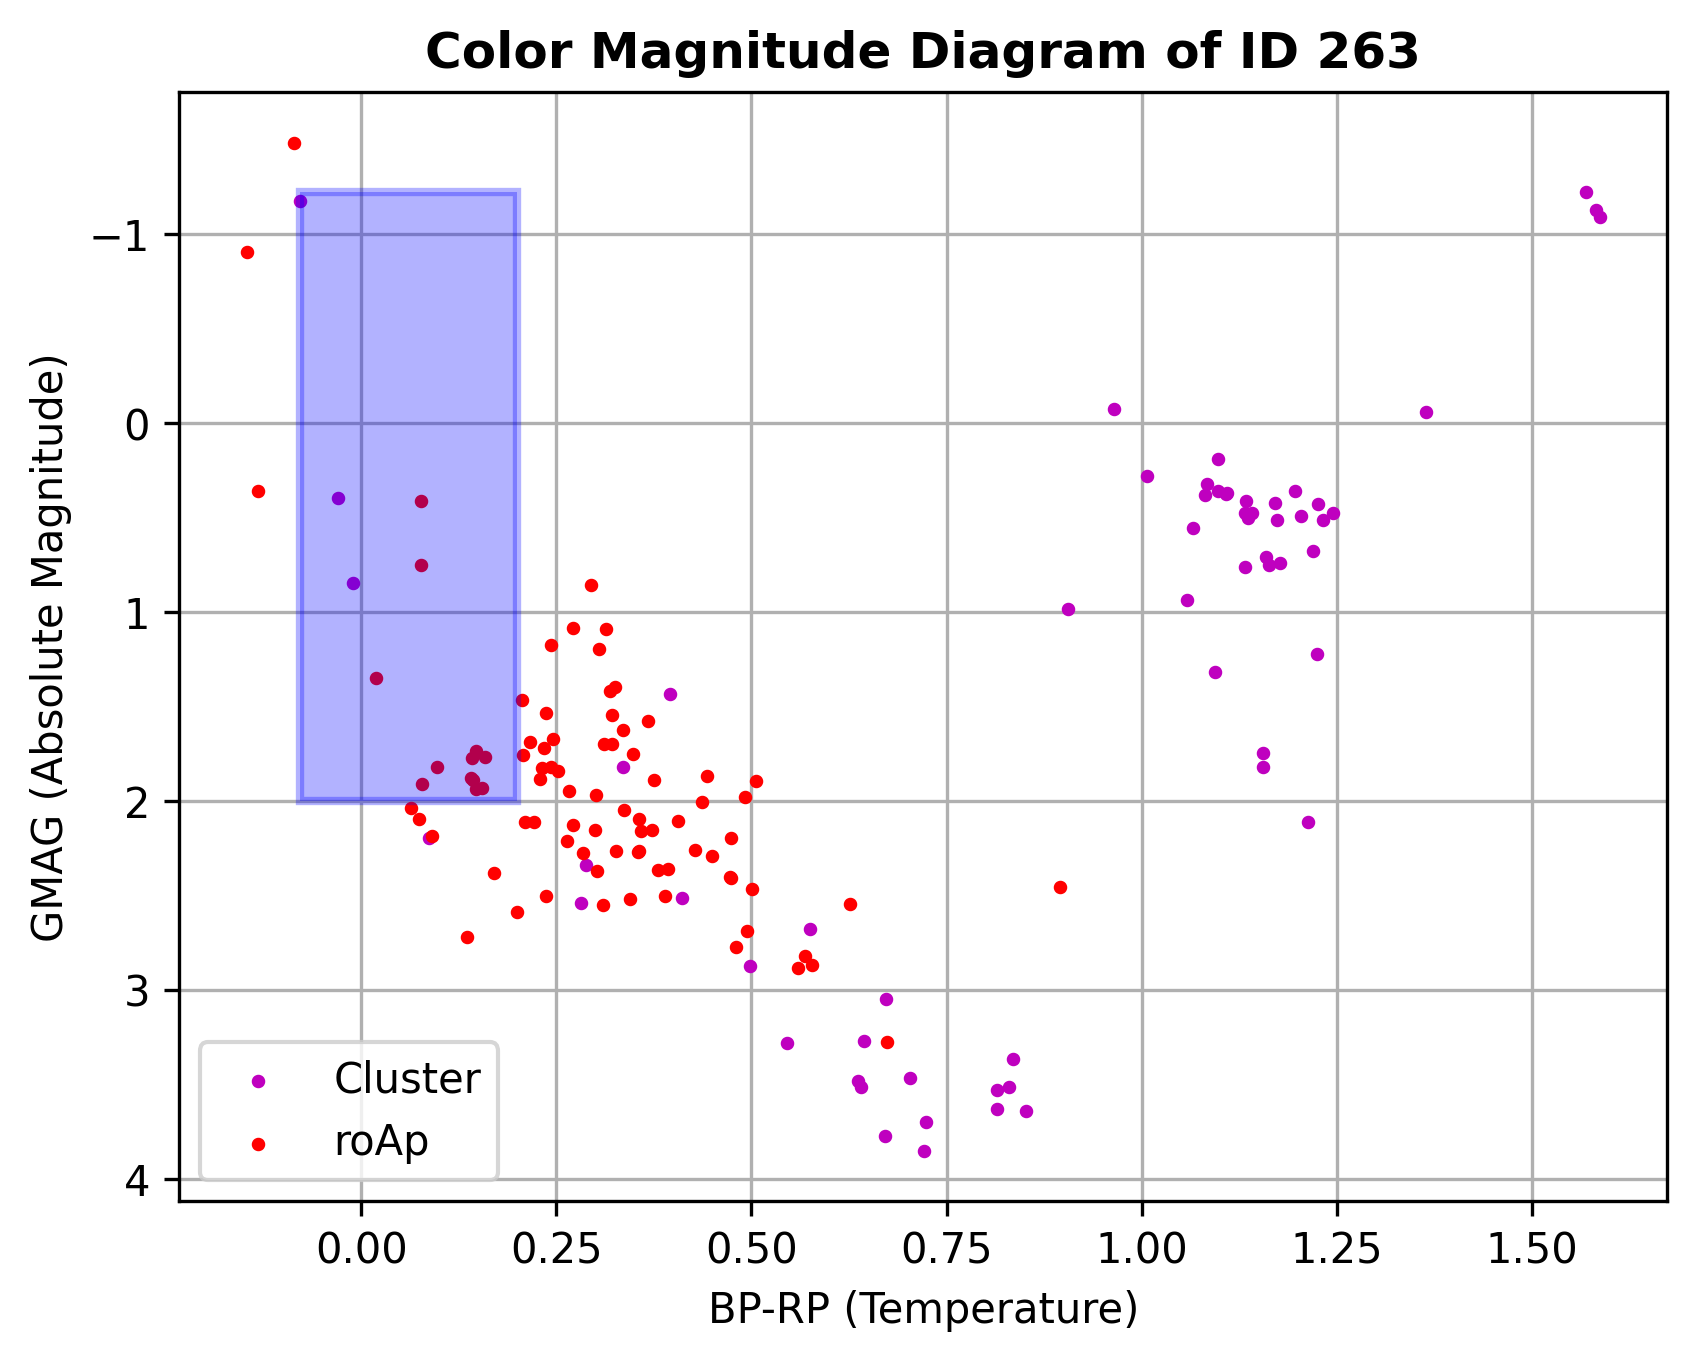 Color Magnitude Diagram of ID 263
GMAG (Absolute Magnitude)
−1
0
1
2
3
4
Cluster
roAp
0.00 0.25 0.50 0.75 1.00 1.25 1.50
BP-RP (Temperature)